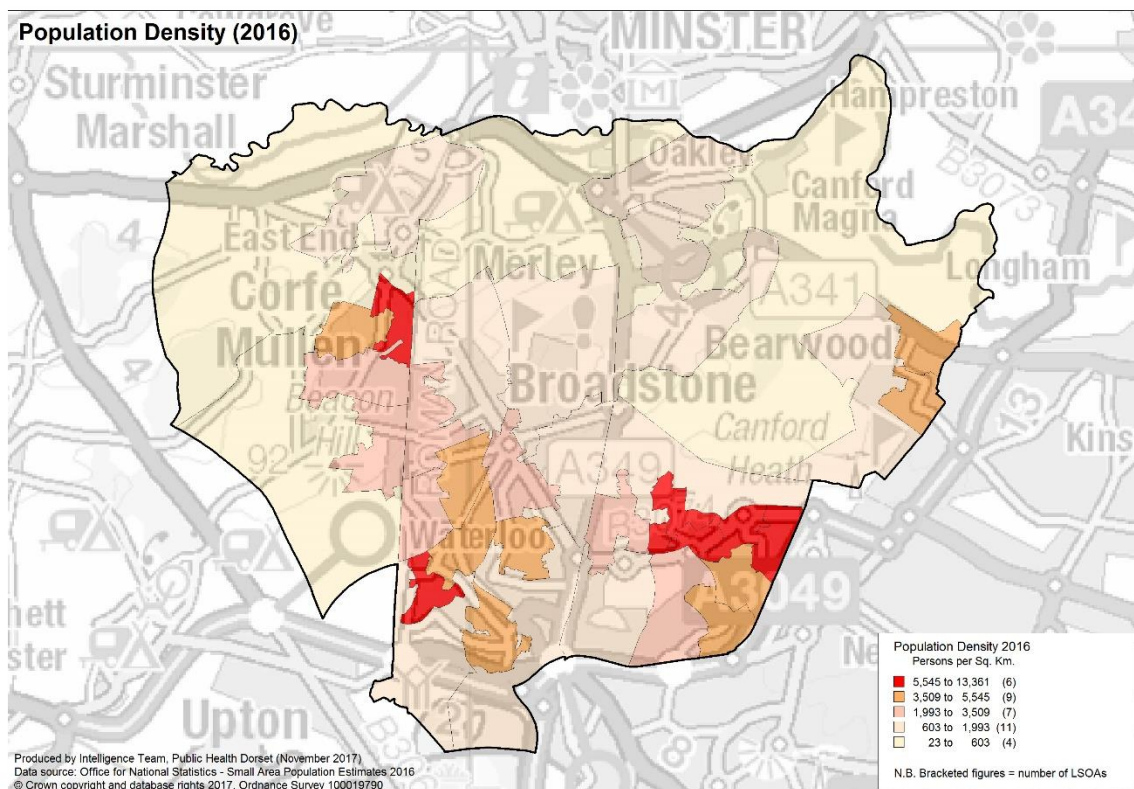 Population Density (2016)
MINSTER
Sturminster
Marshall
Hampreston
A34
B3073
Oakley
Canford
Magna
East End
Merley
Longham
Corfe
Mullen
A341
Bearwood
Broadstone
Beacon
Hill
ROMAN ROAD
Canford
Heath
13
Kins
92
A349
Waterloo
A3049
Upton
Population Density 2016
Persons per Sq. Km.
5,545 to 13,361 (6)
3,509 to 5,545 (9)
1,993 to 3,509 (7)
603 to 1,993 (11)
23 to 603 (4)
N.B. Bracketed figures = number of LSOAs
Produced by Intelligence Team, Public Health Dorset (November 2017)
Data source: Office for National Statistics - Small Area Population Estimates 2016
© Crown copyright and database rights 2017. Ordnance Survey 100019790